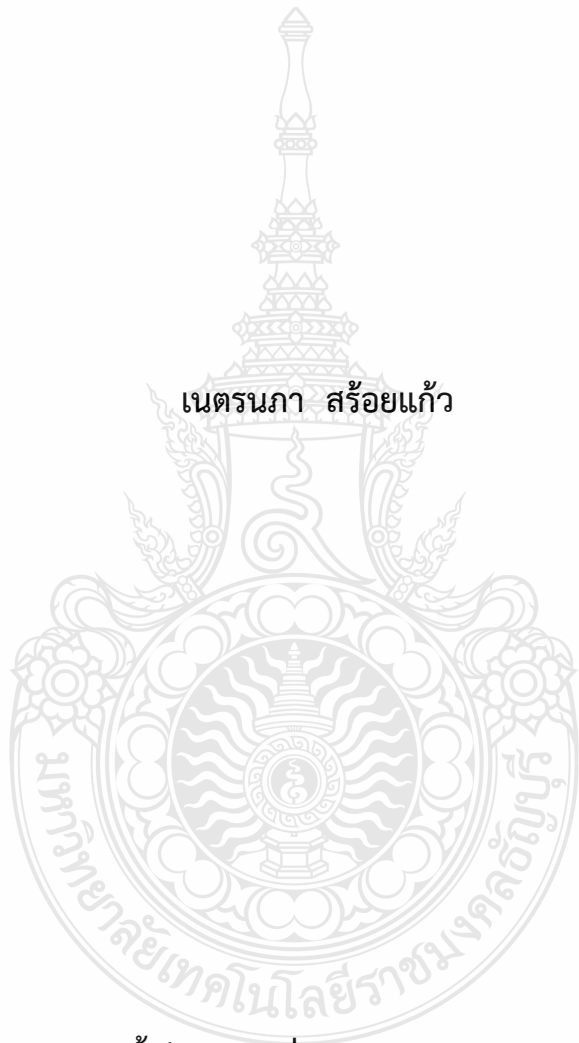 เนตรนภา สร้อยแก้ว
มหาวิทยาลัยเทคโนโลยีราชมงคลธัญบุรี